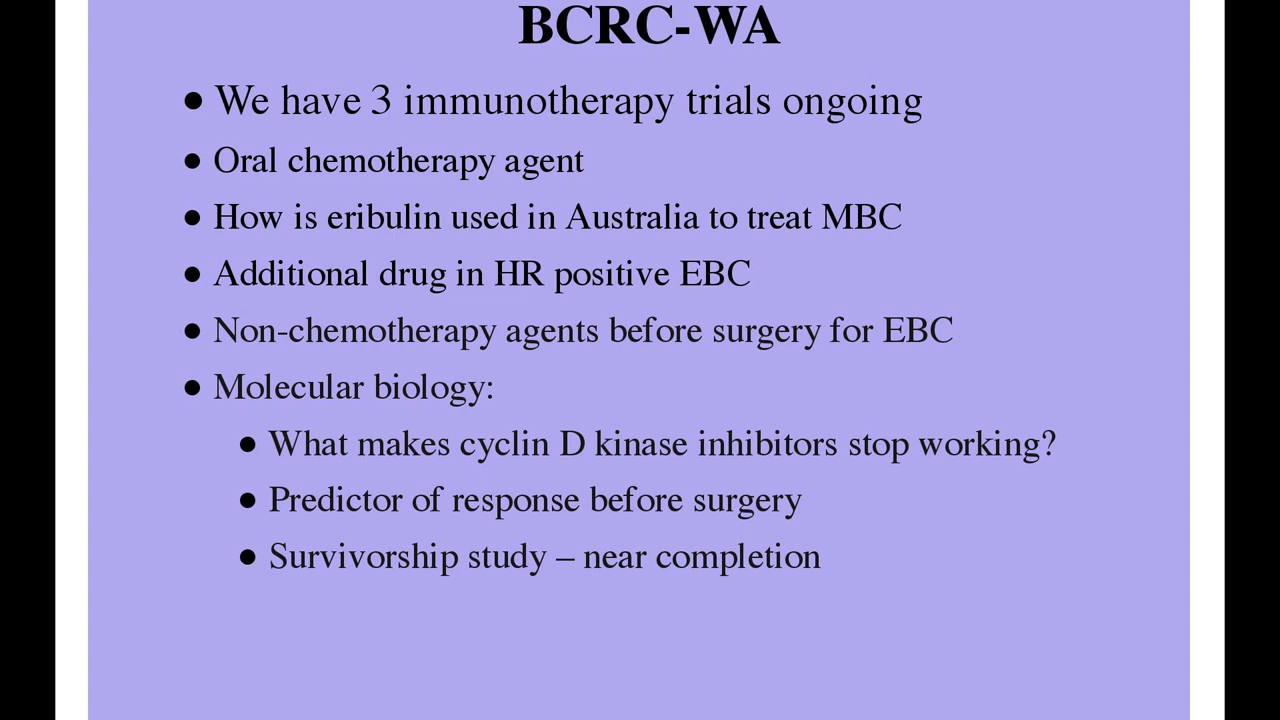 BCRC-WA
• We have 3 immunotherapy trials ongoing
• Oral chemotherapy agent
• How is eribulin used in Australia to treat MBC
• Additional drug in HR positive EBC
• Non-chemotherapy agents before surgery for EBC
• Molecular biology:
• What makes cyclin D kinase inhibitors stop working?
• Predictor of response before surgery
• Survivorship study – near completion